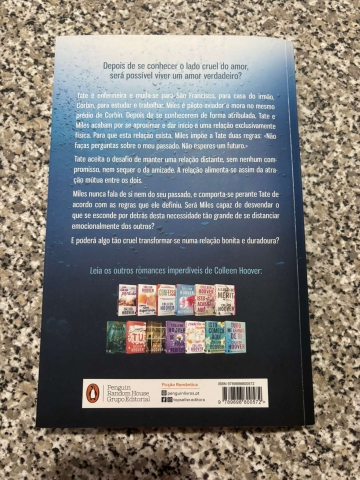 Depois de se conhecer o lado cruel do amor,
será possível viver um amor verdadeiro?
Tate é enfermeira e muda-se para São Francisco, para casa do irmão,
Corbin, para estudar e trabalhar. Miles é piloto-aviador e mora no mesmo
prédio de Corbin. Depois de se conhecerem de forma atribulada, Tate e
Miles acabam por se aproximar e dar início a uma relação exclusivamente
física. Para que esta relação exista, Miles impõe a Tate duas regras: «Não
faças perguntas sobre o meu passado. Não esperes um futuro.»
Tate aceita o desafio de manter uma relação distante, sem nenhum com-
promisso, nem sequer o da amizade. A relação alimenta-se assim da atra-
ção mútua entre os dois.
Miles nunca fala de si nem do seu passado, e comporta-se perante Tate de
acordo com as regras que ele definiu. Será Miles capaz de desvendar o
que se esconde por detrás desta necessidade tão grande de se distanciar
emocionalmente dos outros?
E poderá algo tão cruel transformar-se numa relação bonita e duradoura?
Leia os outros romances imperdíveis de Colleen Hoover:
Penguin
Random House
Grupo Editorial
Ficção Romântica
penguinlivros.pt
topseller.editora